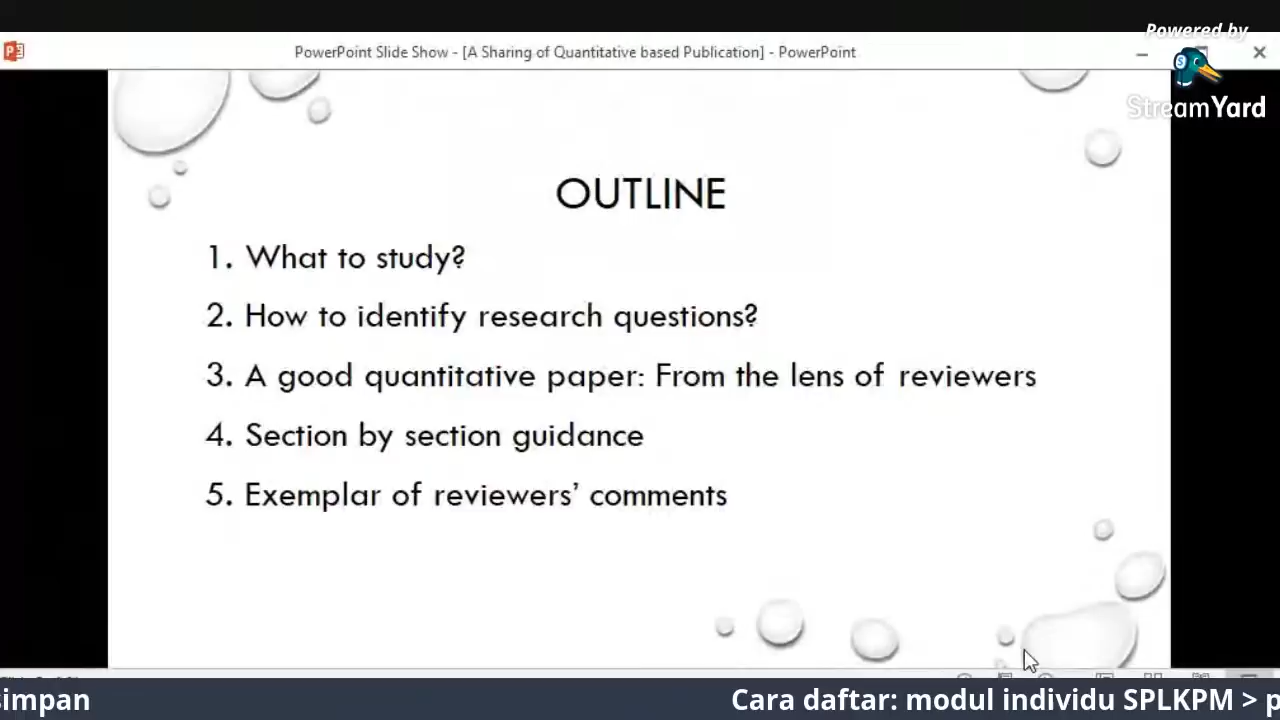 Powered by
PowerPoint Slide Show - [A Sharing of Quantitative based Publication] - PowerPoint
StreamYard
OUTLINE
1. What to study?
2. How to identify research questions?
3. A good quantitative paper: From the lens of reviewers
4. Section by section guidance
5. Exemplar of reviewers’ comments
simpan Cara daftar: modul individu SPLKPM > p